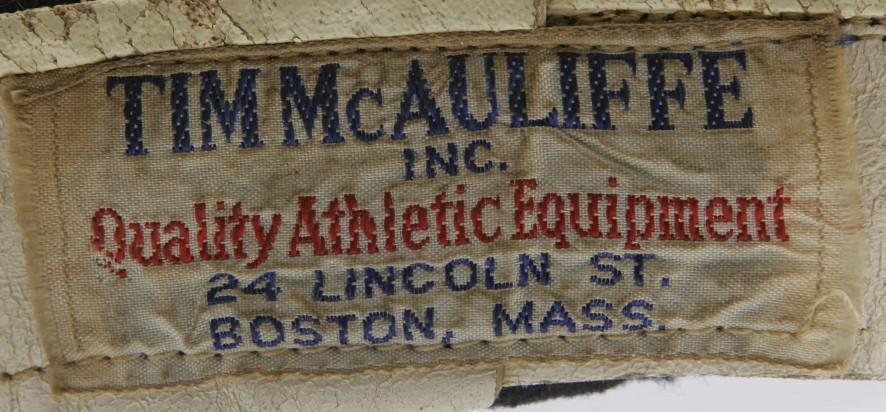 TIM McAULIFFE
INC.
Quality Athletic Equipment
24 LINCOLN ST.
BOSTON, MASS.